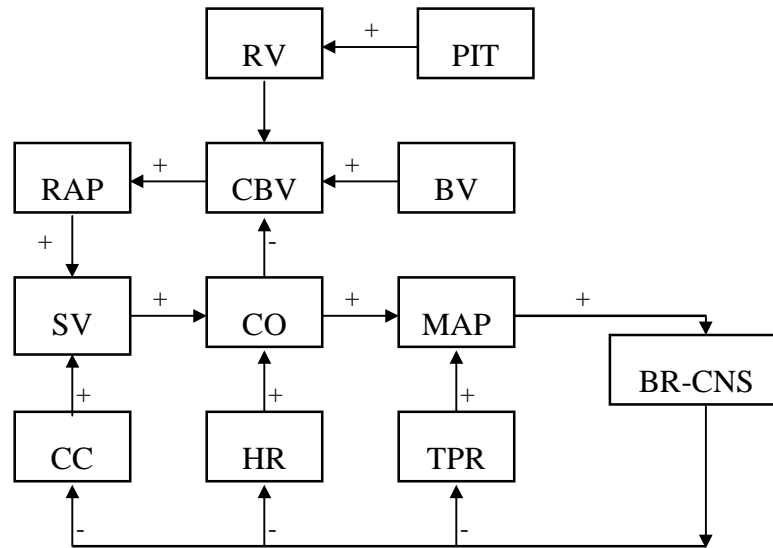 RV
+
PIT
RAP
+
CBV
+
BV
+
-
SV
+
CO
+
MAP
+
BR-CNS
+
+
+
CC
HR
TPR
-
-
-